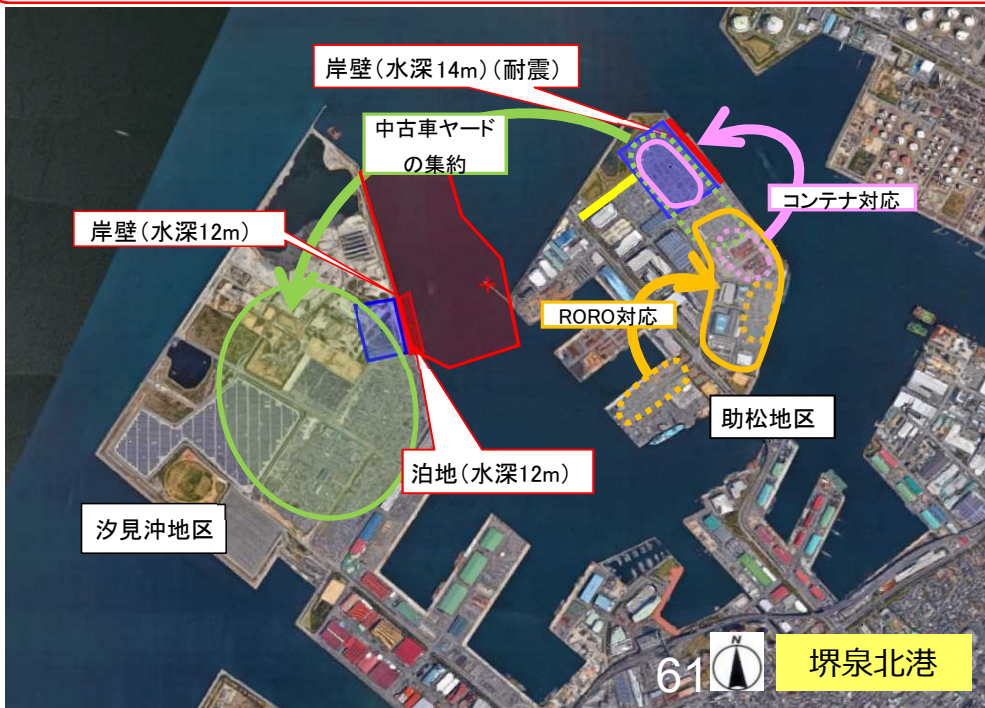 岸壁(水深14m)(耐震)
中古車ヤード
の集約
コンテナ対応
岸壁(水深12m)
RORO対応
助松地区
泊地(水深12m)
汐見沖地区
61
N
堺泉北港